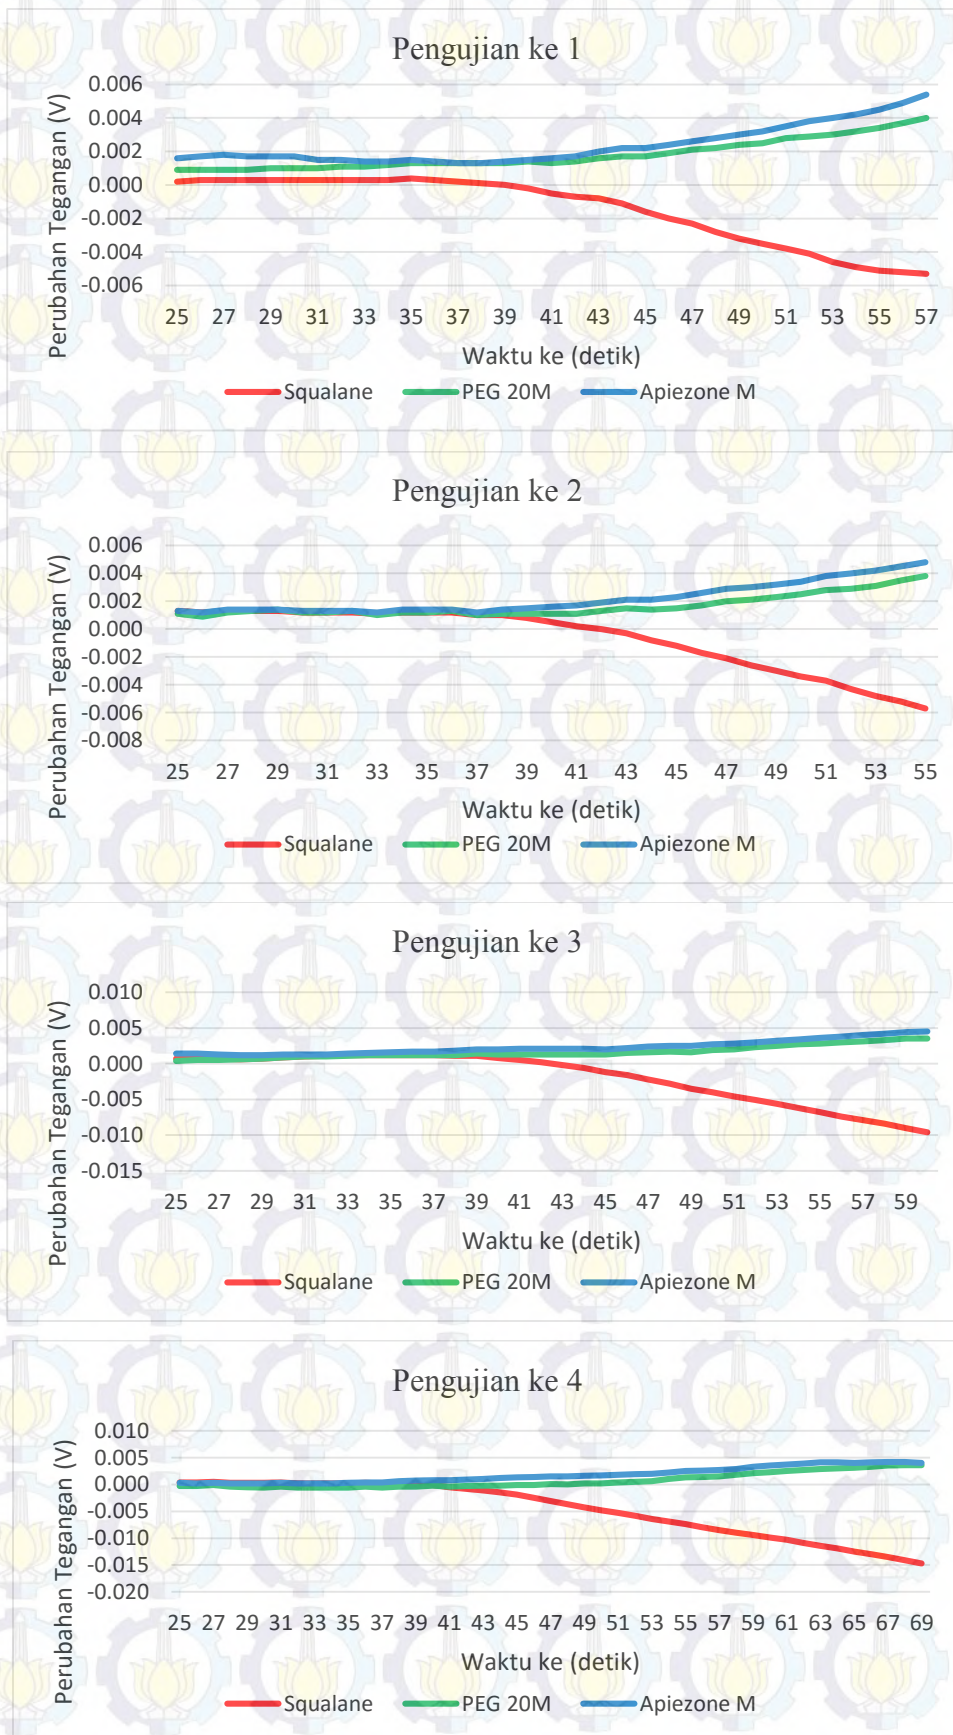 Pengujian ke 1
Perubahan Tegangan (V)
0.006
0.004
0.002
0.000
-0.002
-0.004
-0.006
25 27 29 31 33 35 37 39 41 43 45 47 49 51 53 55 57
Waktu ke (detik)
Squalane PEG 20M Apiezone M
Pengujian ke 2
Perubahan Tegangan (V)
0.006
0.004
0.002
0.000
-0.002
-0.004
-0.006
-0.008
25 27 29 31 33 35 37 39 41 43 45 47 49 51 53 55
Waktu ke (detik)
Squalane PEG 20M Apiezone M
Pengujian ke 3
Perubahan Tegangan (V)
0.010
0.005
0.000
-0.005
-0.010
-0.015
25 27 29 31 33 35 37 39 41 43 45 47 49 51 53 55 57 59
Waktu ke (detik)
Squalane PEG 20M Apiezone M
Pengujian ke 4
Perubahan Tegangan (V)
0.010
0.005
0.000
-0.005
-0.010
-0.015
-0.020
25 27 29 31 33 35 37 39 41 43 45 47 49 51 53 55 57 59 61 63 65 67 69
Waktu ke (detik)
Squalane PEG 20M Apiezone M